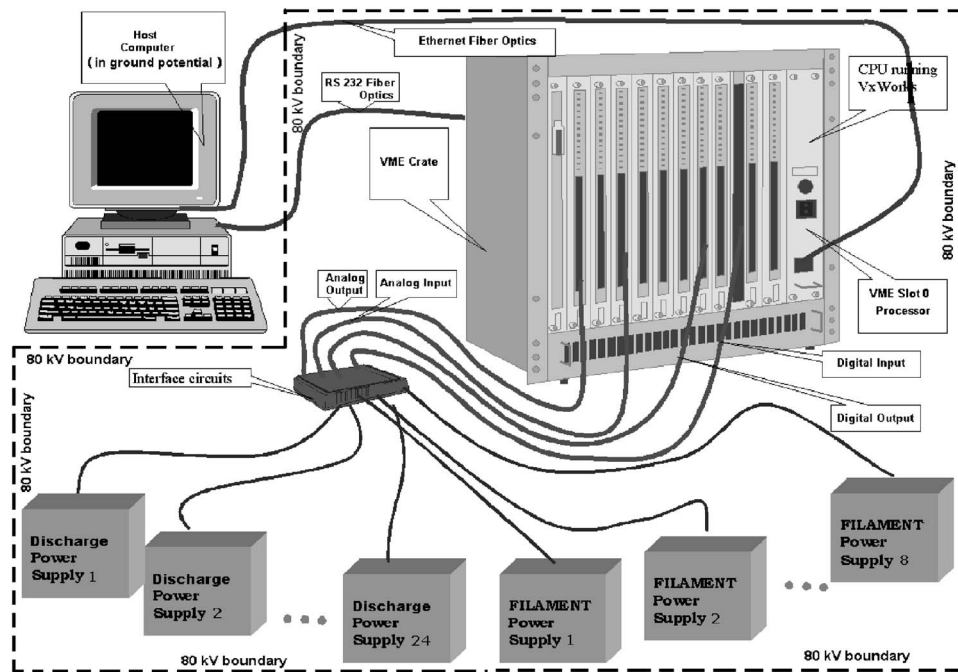 Host
Computer
( in ground potential )
80 kV boundary
Ethernet Fiber Optics
RS 232 Fiber
Optics
VME Crate
CPU running
VxWorks
80 kV boundary
VME Slot 0
Processor
Analog
Output
Analog Input
80 kV boundary
Interface circuits
Digital Input
Digital Output
80 kV boundary
Discharge
Power
Supply 1
Discharge
Power
Supply 2
Discharge
Power
Supply 24
FILAMENT
Power
Supply 1
FILAMENT
Power
Supply 2
FILAMENT
Power
Supply 8
80 kV boundary
80 kV boundary